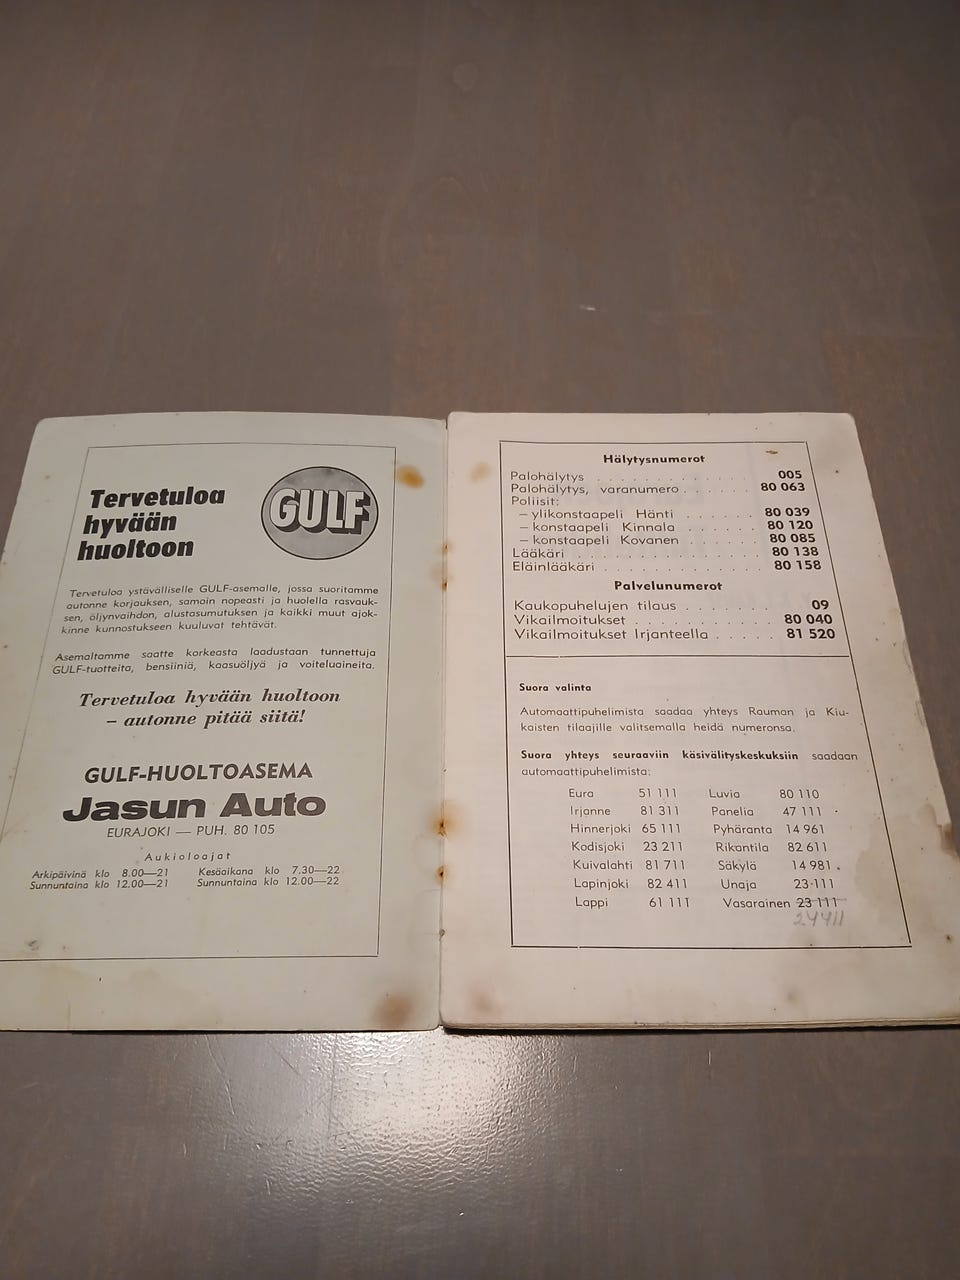 Tervetuloa
hyvään
huoltoon
GULF
Tervetuloa ystävälliselle GULF-asemalle, jossa suoritamme
autonne korjauksen, samoin nopeasti ja huolella rasvauk-
sen, öljynvaihdon, alustasumutuksen ja kaikki muut ajok-
kinne kunnostukseen kuuluvat tehtävät.
Asemaltamme saatte korkeasta laadustaan tunnettuja
GULF-tuotteita, bensiiniä, kaasuöljyä ja voiteluaineita.
Tervetuloa hyvään huoltoon
– autonne pitää siitä!
GULF-HUOLTOASEMA
Jasun Auto
EURAJOKI — PUH. 80 105
Aukioloajat
Arkipäivinä klo 8.00—21 Kesäaikana klo 7.30—22
Sunnuntaina klo 12.00—21 Sunnuntaina klo 12.00—22
Hälytysnumerot
Palohälytys . . . . . . . . . . . . 005
Palohälytys, varanumero . . . . . . 80 063
Poliisit:
– ylikonstaapeli Hänti . . . . . . 80 039
– konstaapeli Kinnala . . . . . . 80 120
– konstaapeli Kovanen . . . . . . 80 085
Lääkäri . . . . . . . . . . . . . . 80 138
Eläinlääkäri . . . . . . . . . . . . 80 158
Palvelunumerot
Kaukopuhelujen tilaus . . . . . . . 09
Vikailmoitukset . . . . . . . . . . . 80 040
Vikailmoitukset Irjanteella . . . . . 81 520
Suora valinta
Automaattipuhelimista saadaa yhteys Rauman ja Kiu-
kaisten tilaajille valitsemalla heidä numeronsa.
Suora yhteys seuraaviin käsivälityskeskuksiin saadaan
automaattipuhelimista:
Eura 51 111 Luvia 80 110
Irjanne 81 311 Panelia 47 111
Hinnerjoki 65 111 Pyhäranta 14 961
Kodisjoki 23 211 Rikantila 82 611
Kuivalahti 81 711 Säkylä 14 981
Lapinjoki 82 411 Unaja 23 111
Lappi 61 111 Vasarainen 23 111
24411